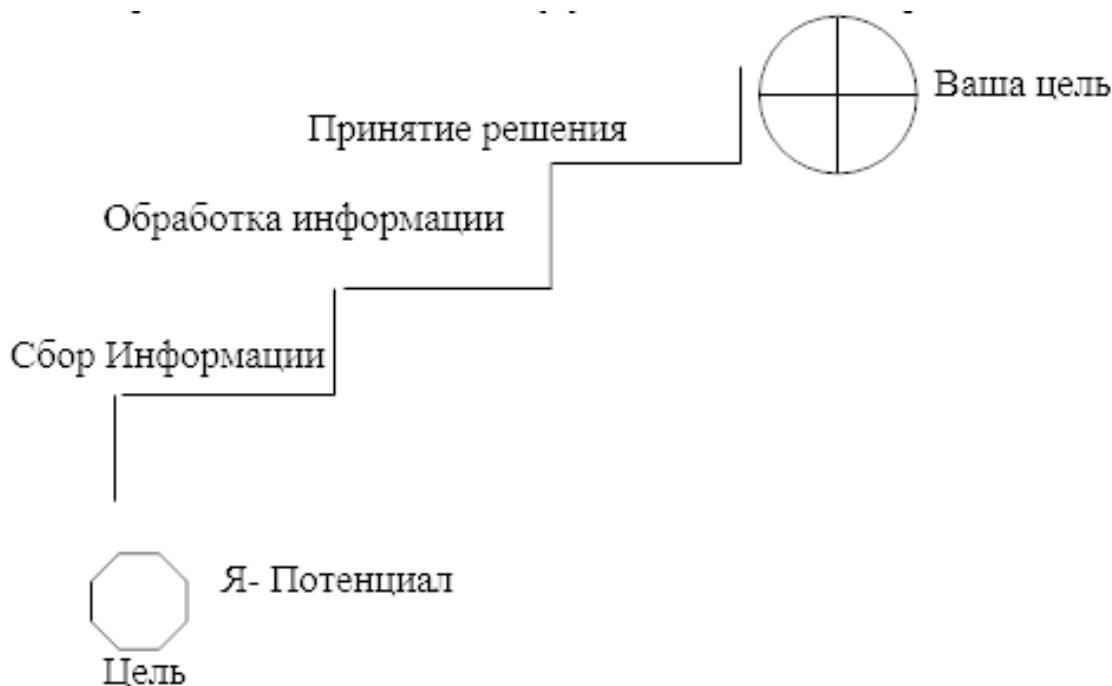 Ваша цель
Принятие решения
Обработка информации
Сбор Информации
Я- Потенциал
Цель